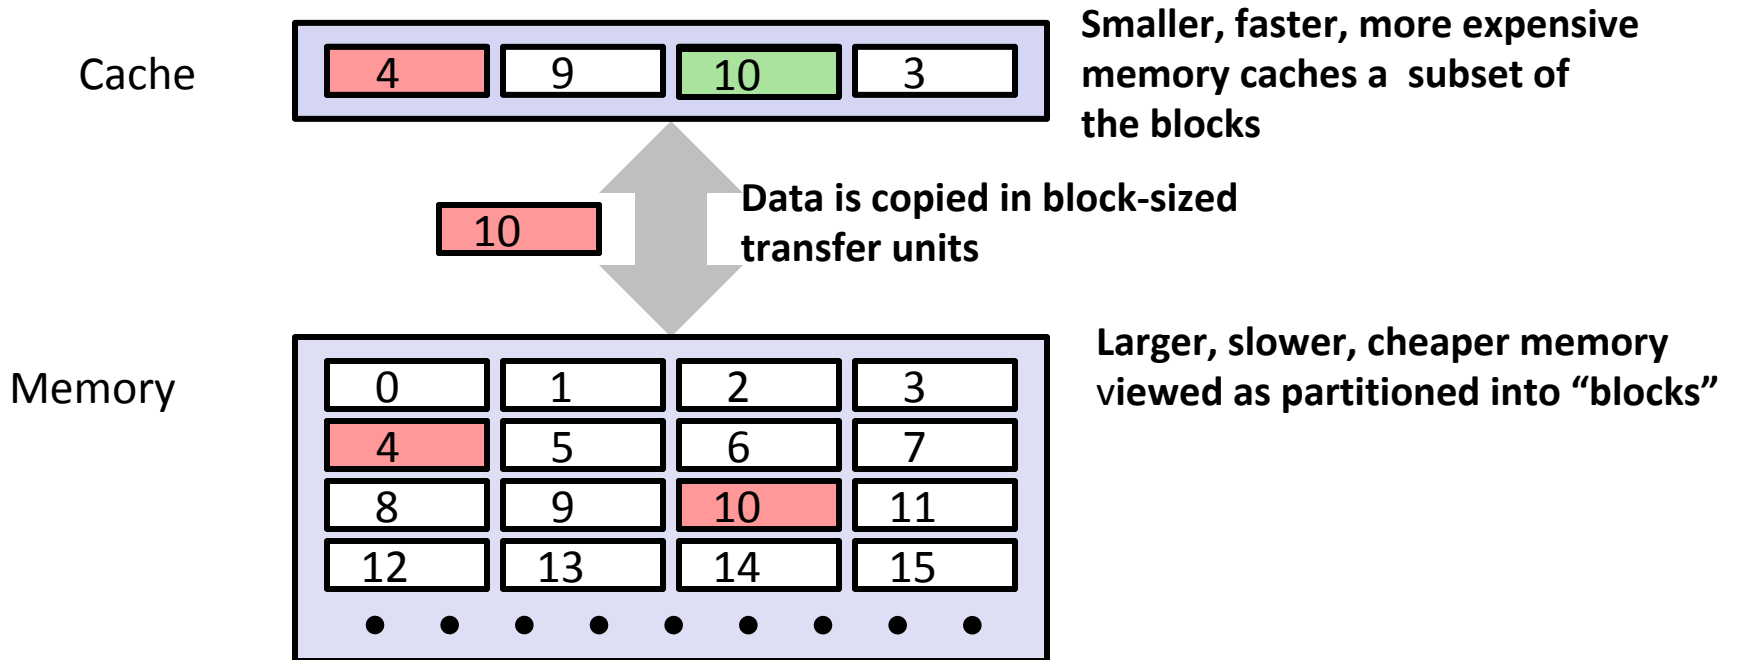 Cache
4 9 10 3
Smaller, faster, more expensive
memory caches a subset of
the blocks
10
Data is copied in block-sized
transfer units
Memory
0 1 2 3
4 5 6 7
8 9 10 11
12 13 14 15
Larger, slower, cheaper memory
viewed as partitioned into “blocks”